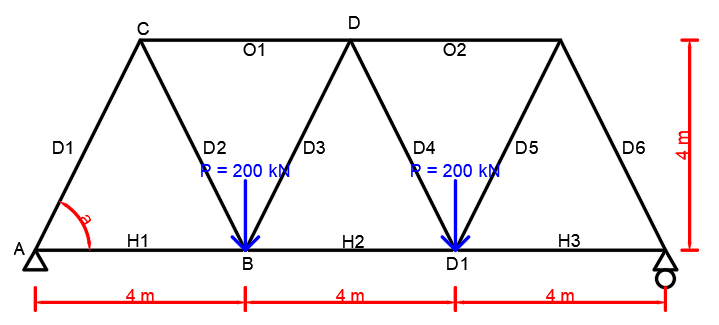 C
D
O1
O2
D1
D2
D3
D4
D5
D6
4 m
P = 200 kN
P = 200 kN
a
A
H1
H2
H3
B
D1
4 m
4 m
4 m